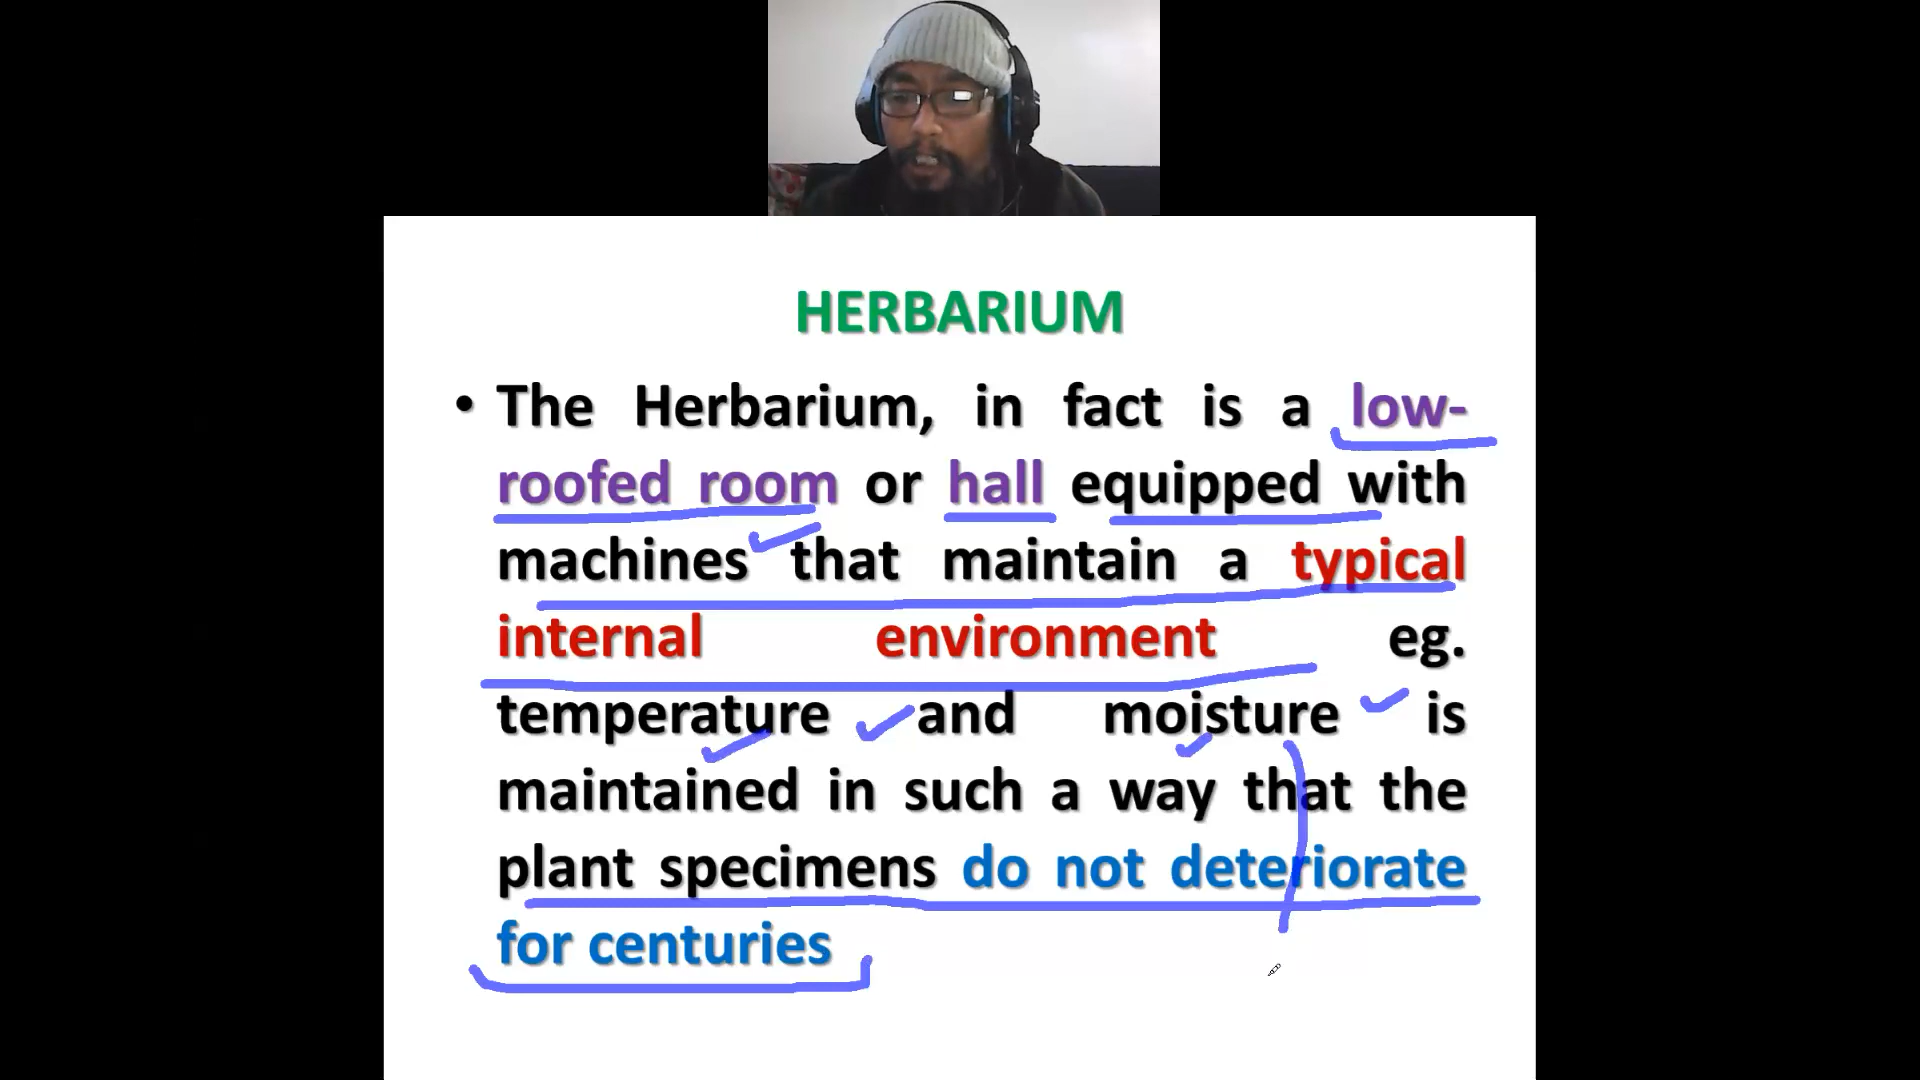 HERBARIUM
• The Herbarium, in fact is a low-
roofed room or hall equipped with
machines that maintain a typical
internal environment eg.
temperature and moisture is
maintained in such a way that the
plant specimens do not deteriorate
for centuries